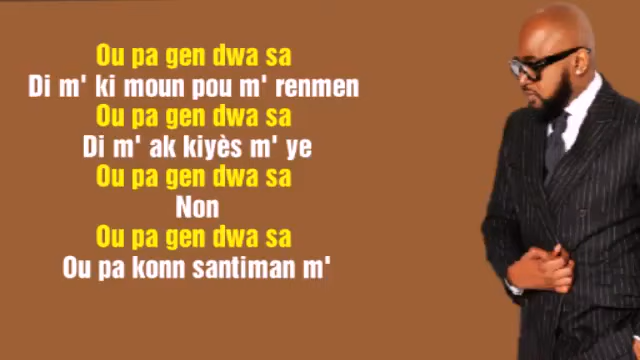 Ou pa gen dwa sa
Di m' ki moun pou m' renmen
Ou pa gen dwa sa
Di m' ak kiyès m' ye
Ou pa gen dwa sa
Non
Ou pa gen dwa sa
Ou pa konn santiman m'